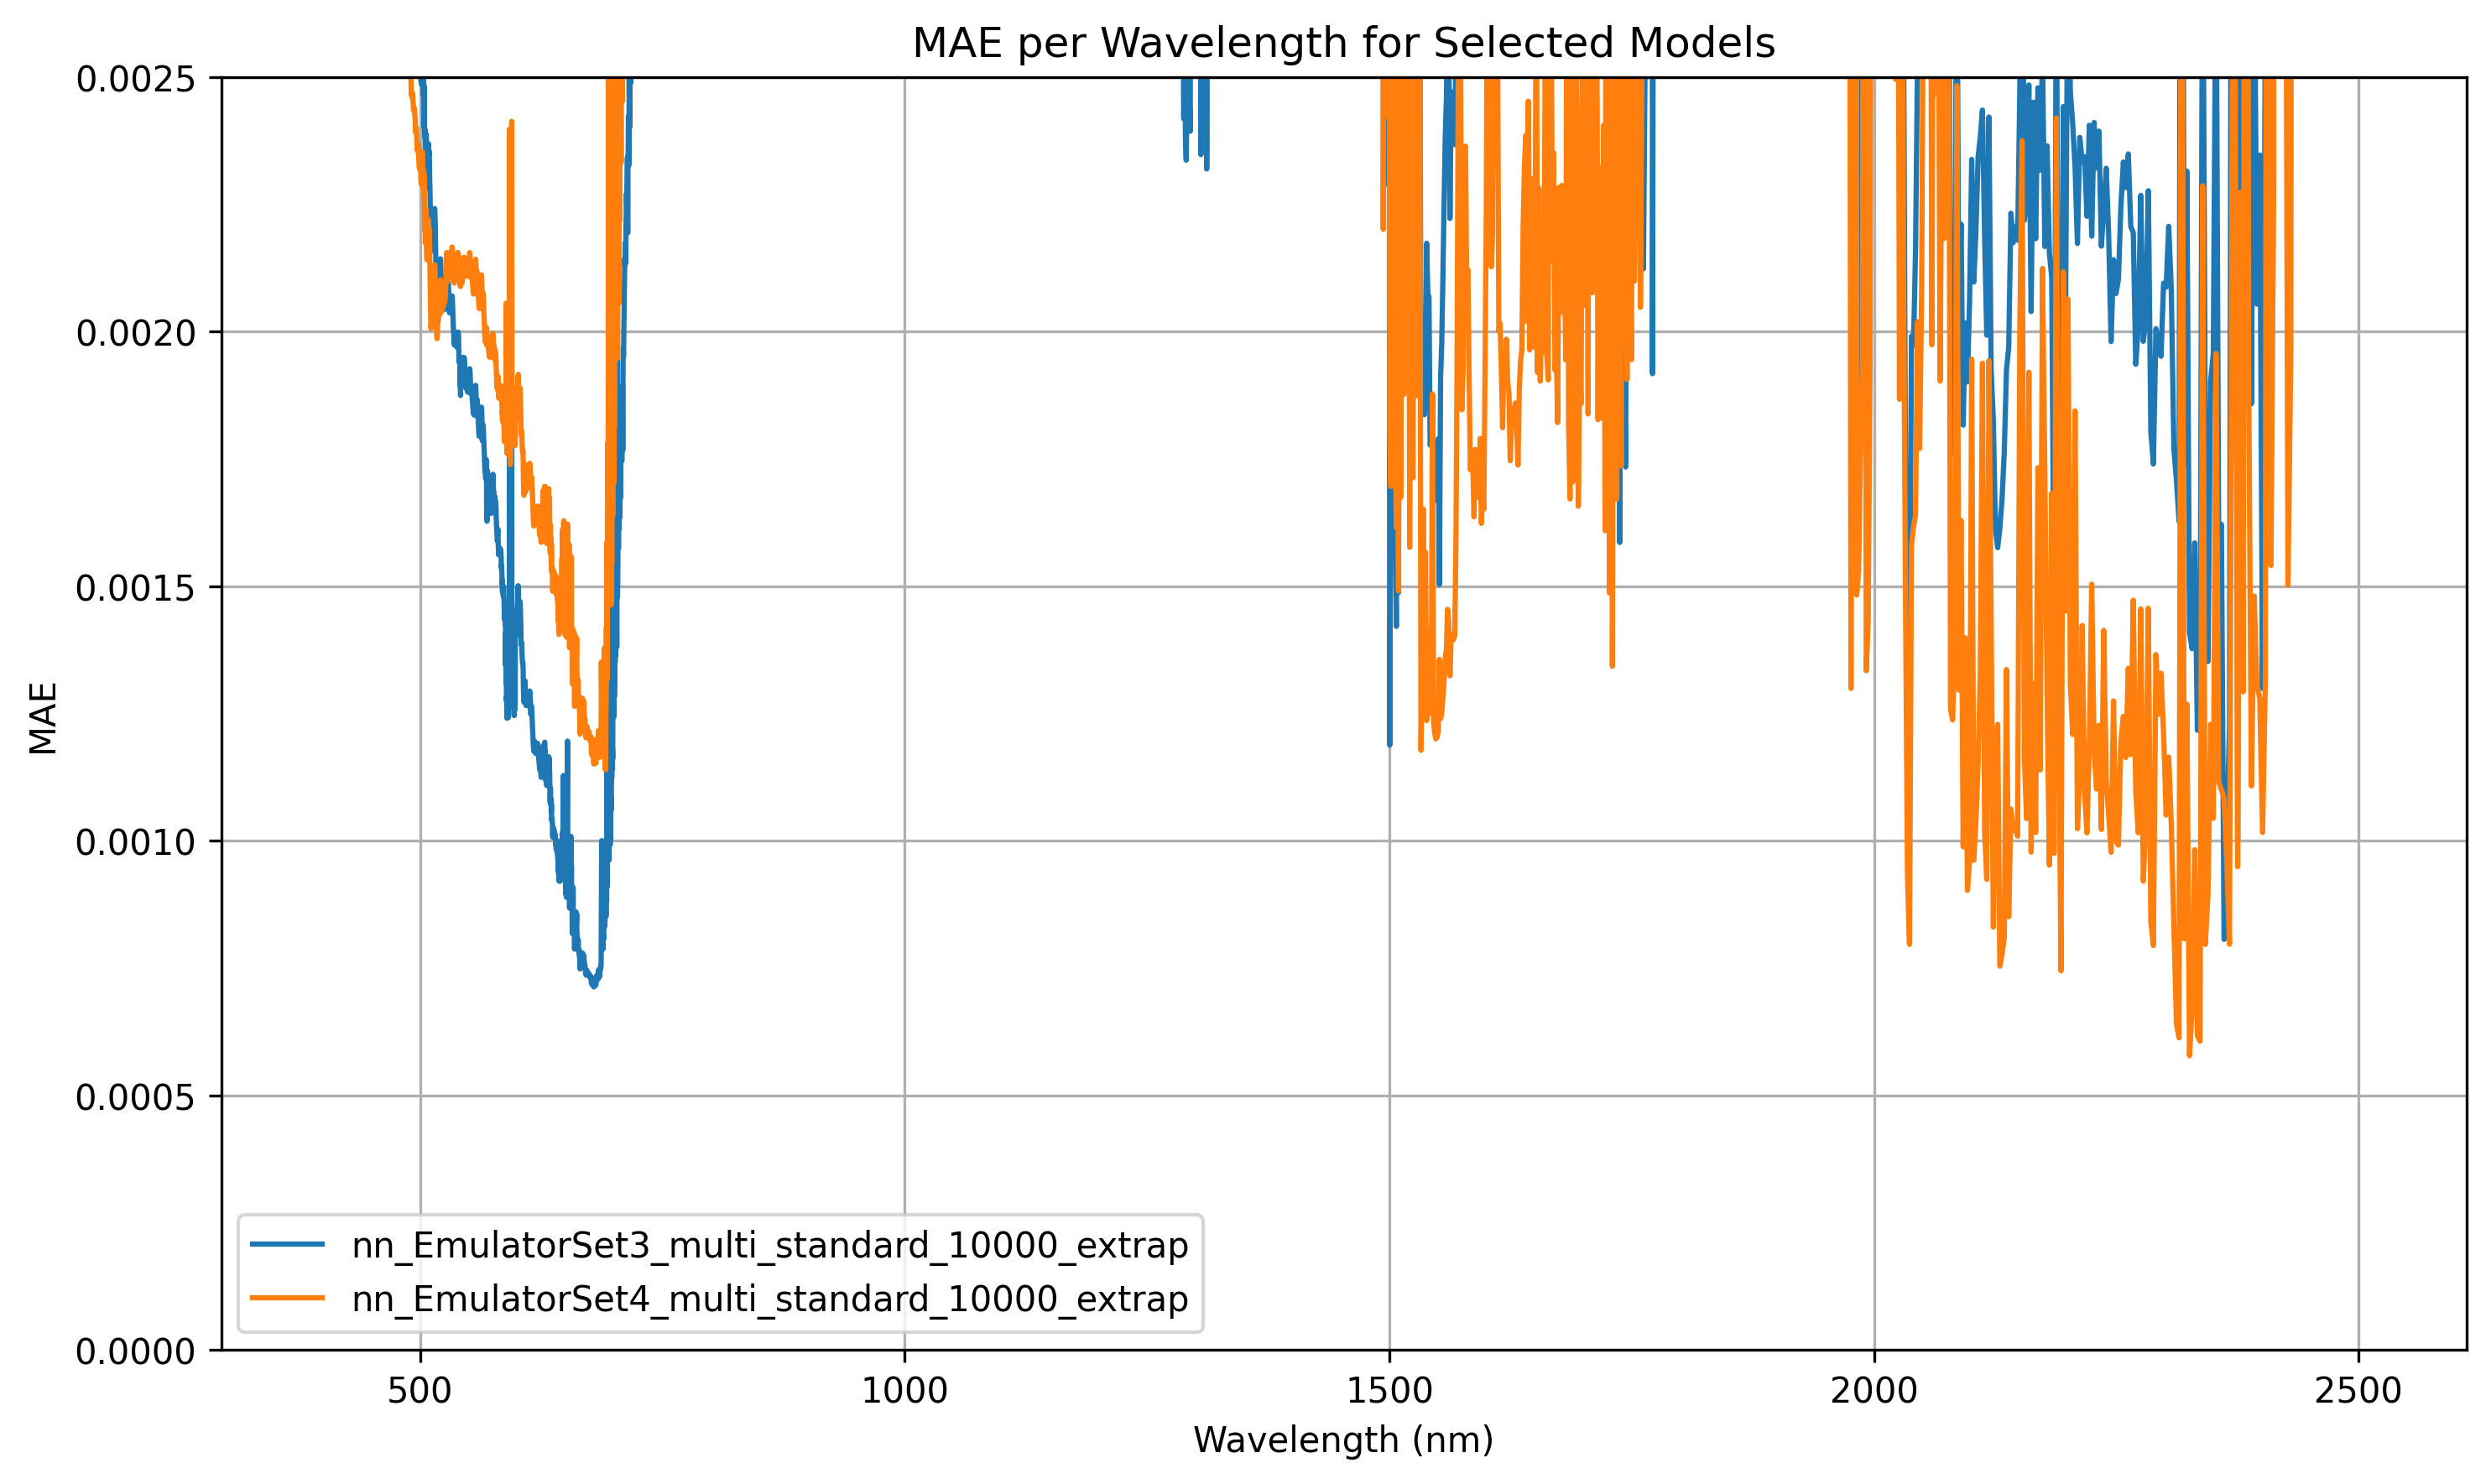 MAE per Wavelength for Selected Models
0.0025
0.0020
0.0015
0.0010
0.0005
0.0000
MAE
nn_EmulatorSet3_multi_standard_10000_extrap
nn_EmulatorSet4_multi_standard_10000_extrap
500 1000 1500 2000 2500
Wavelength (nm)